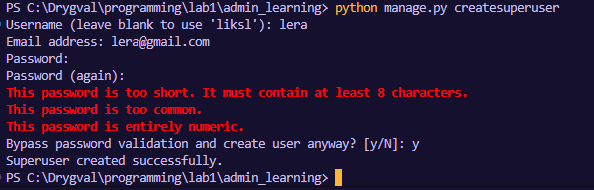 PS C:\Drygval\programming\lab1\admin_learning> python manage.py createsuperuser
Username (leave blank to use 'liksl'): lera
Email address: lera@gmail.com
Password:
Password (again):
This password is too short. It must contain at least 8 characters.
This password is too common.
This password is entirely numeric.
Bypass password validation and create user anyway? [y/N]: y
Superuser created successfully.
PS C:\Drygval\programming\lab1\admin_learning>